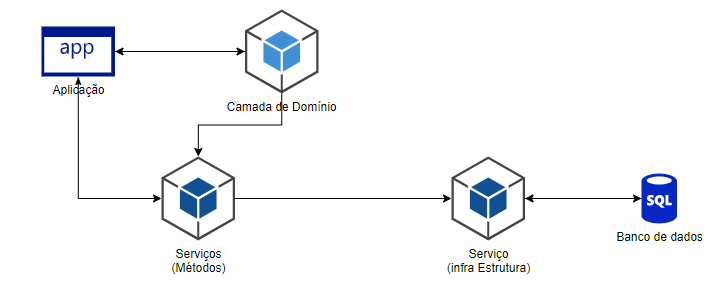 app
Aplicação
Camada de Domínio
Serviços
(Métodos)
Serviço
(infra Estrutura)
SQL
Banco de dados